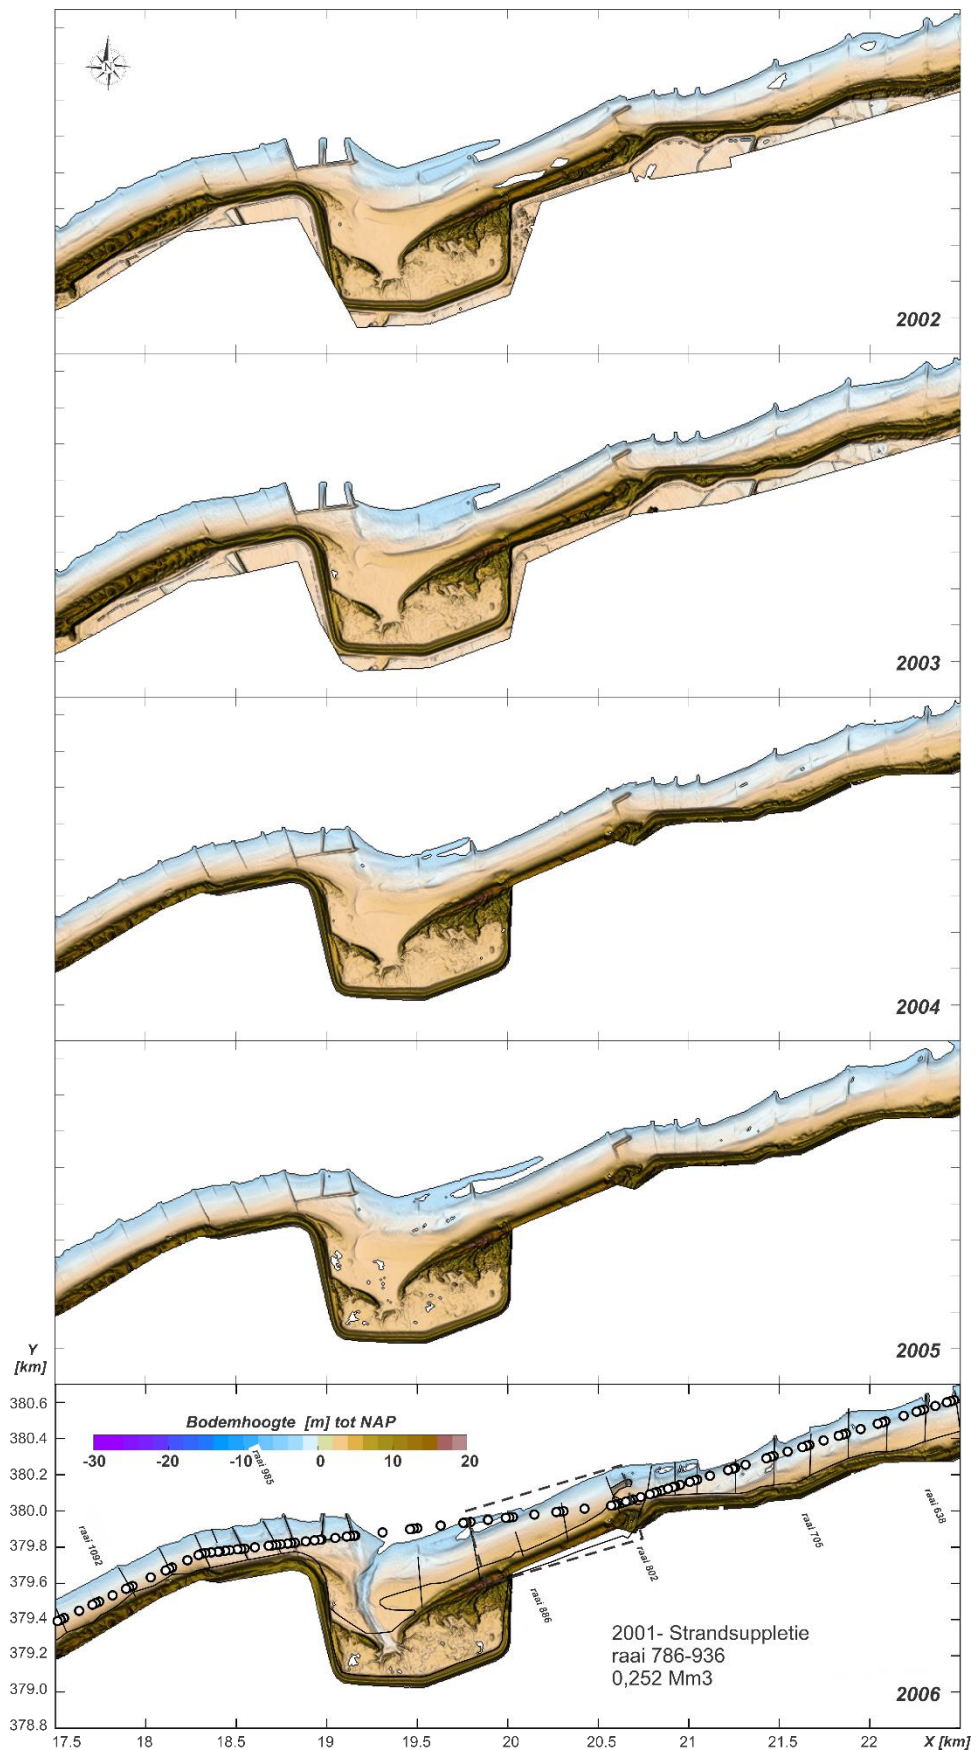 N
2002
2003
2004
2005
Y
[km]
380.6
380.4
380.2
380.0
379.8
379.6
379.4
379.2
379.0
378.8
Bodemhoogte [m] tot NAP
-30 -20 -10 0 10 20
raai 985
raai 1092
raai 886
raai 802
raai 705
raai 638
2001- Strandsuppletie
raai 786-936
0,252 Mm3
2006
17.5 18 18.5 19 19.5 20 20.5 21 21.5 22 X [km]